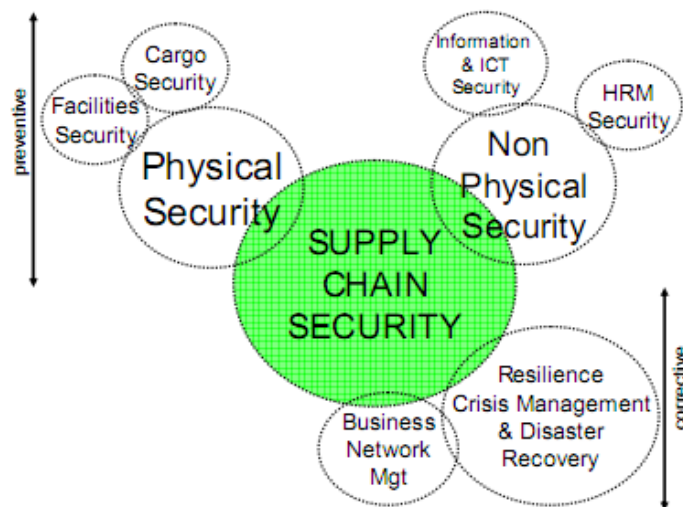 preventive
Cargo
Security
Facilities
Security
Physical
Security
Information
& ICT
Security
HRM
Security
Non
Physical
Security
SUPPLY
CHAIN
SECURITY
Business
Network
Mgt
Resilience
Crisis Management
& Disaster
Recovery
corrective